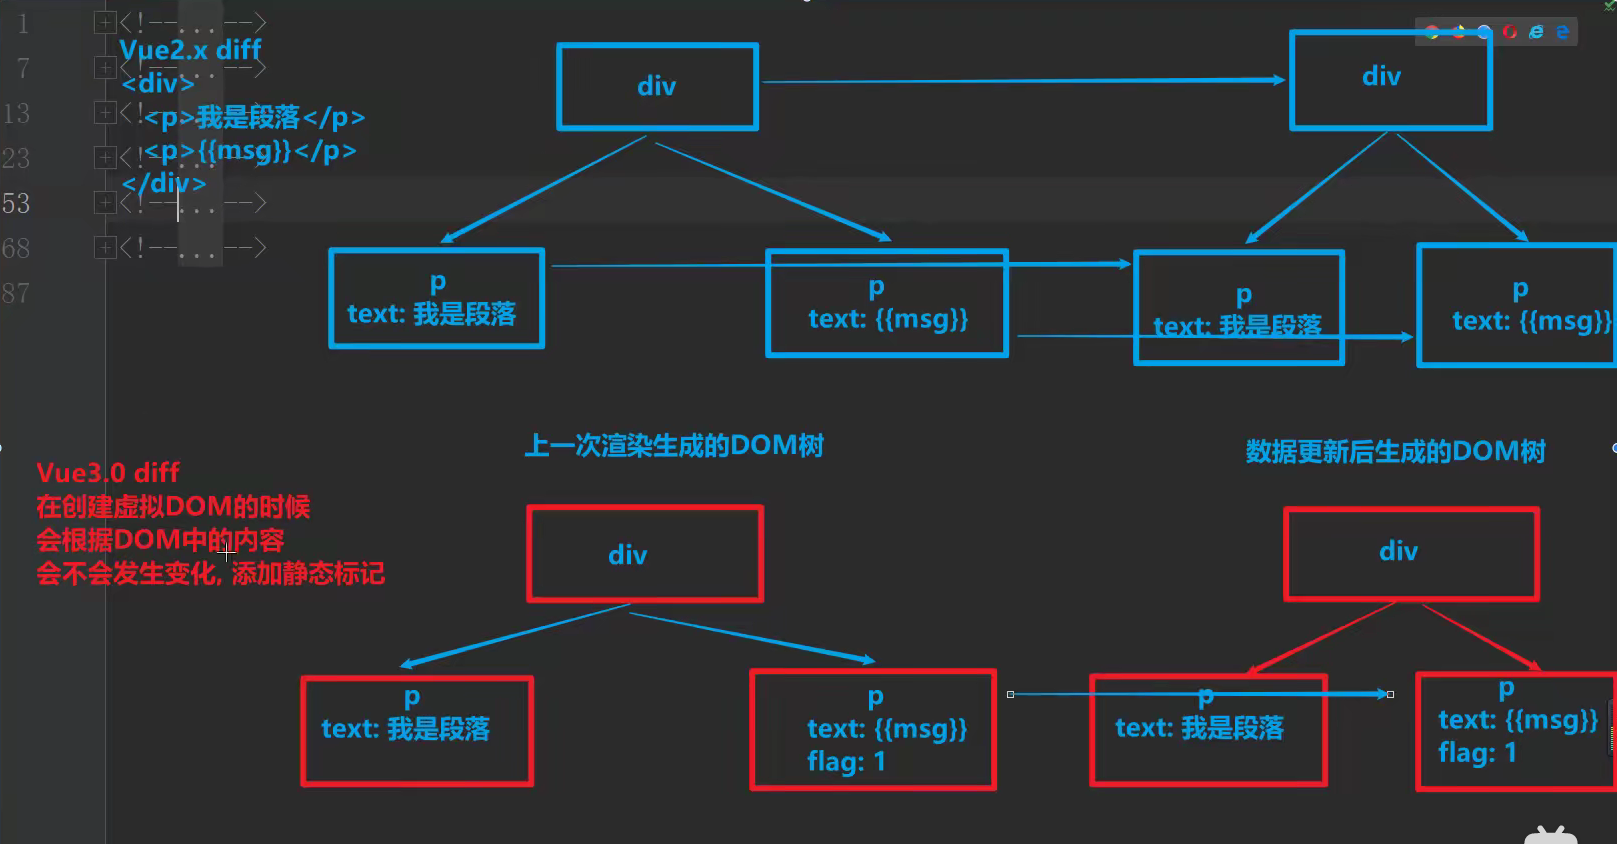 1
<!--...-->
7
<!--...-->
13
<!--...-->
23
<!--...-->
53
<!--...-->
68
<!--...-->
87
Vue2.x diff
<div>
<p>我是段落</p>
<p>{{msg}}</p>
</div>
div
div
p
text: 我是段落
p
text: {{msg}}
p
text: 我是段落
p
text: {{msg}}
上一次渲染生成的DOM树
数据更新后生成的DOM树
Vue3.0 diff
在创建虚拟DOM的时候
会根据DOM中的内容
会不会发生变化, 添加静态标记
div
div
p
text: 我是段落
p
text: {{msg}}
flag: 1
p
text: 我是段落
p
text: {{msg}}
flag: 1